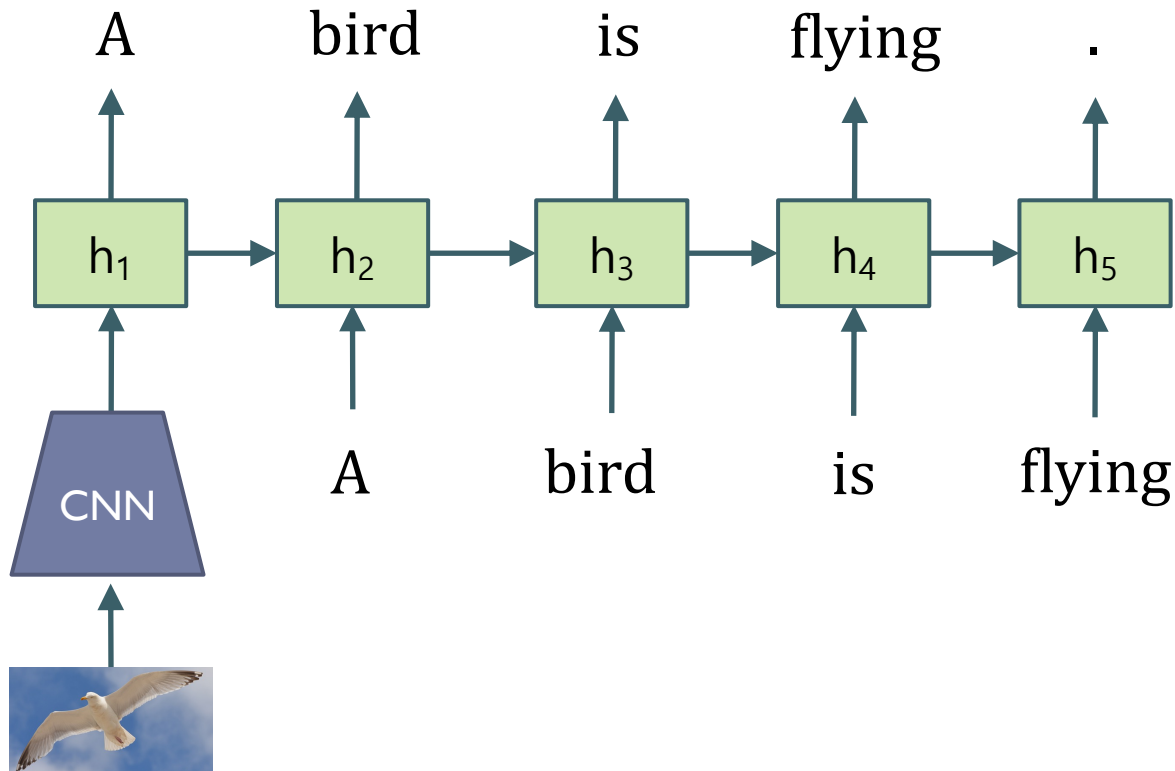 A bird is flying .
h₁ h₂ h₃ h₄ h₅
A bird is flying
CNN